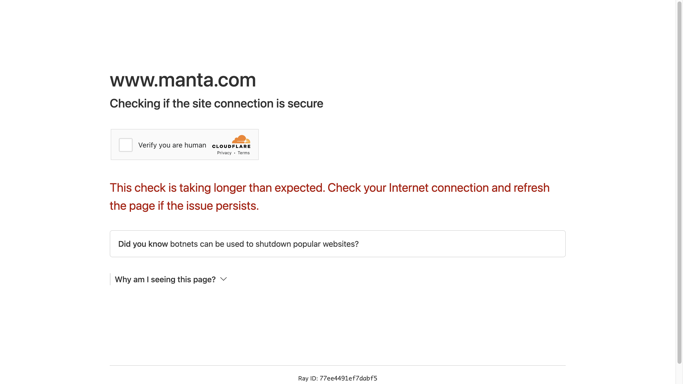 www.manta.com
Checking if the site connection is secure
Verify you are human
CLOUDFLARE
Privacy • Terms
This check is taking longer than expected. Check your Internet connection and refresh
the page if the issue persists.
Did you know botnets can be used to shutdown popular websites?
Why am I seeing this page?
Ray ID: 77ee4491ef7dabf5